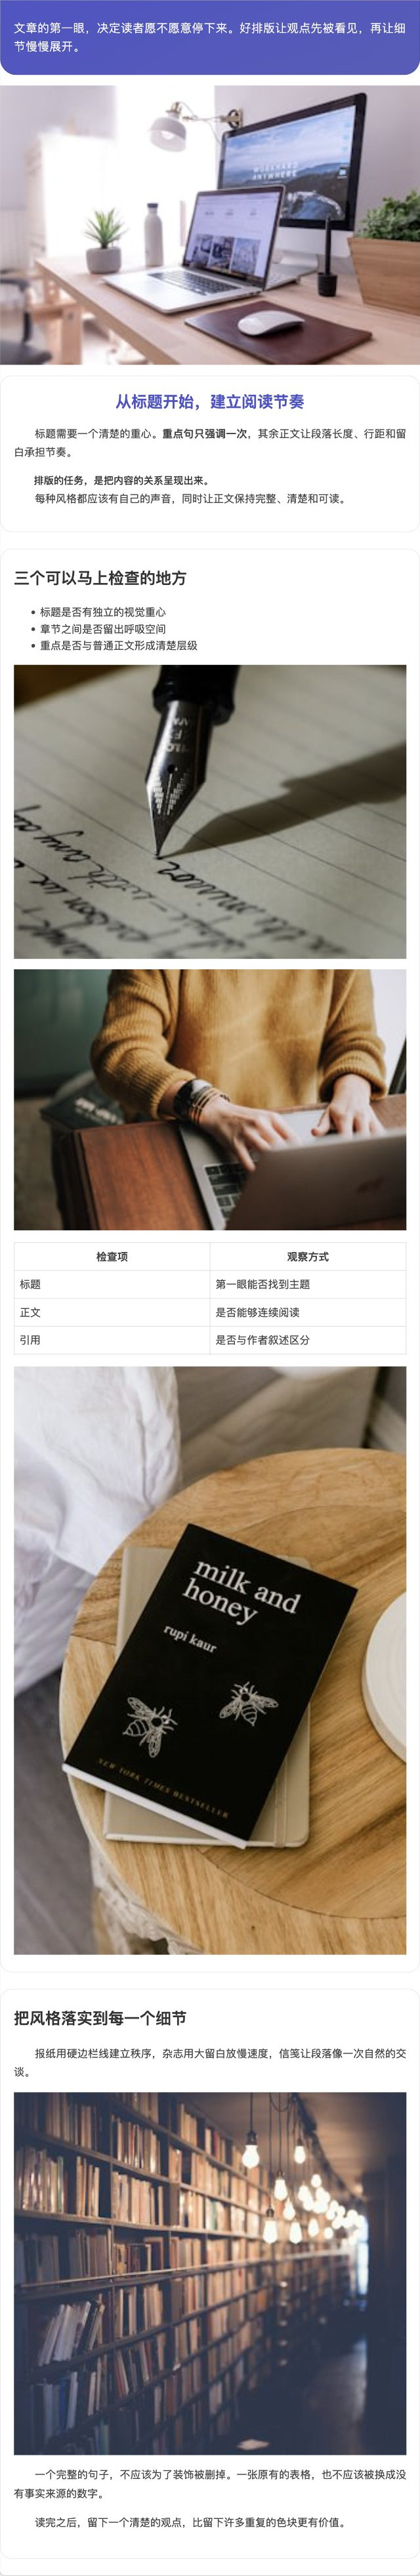 文章的第一眼，决定读者愿不愿意停下来。好排版让观点先被看见，再让细
节慢慢展开。
WORK HARD
ANYWHERE
从标题开始，建立阅读节奏
标题需要一个清楚的重心。重点句只强调一次，其余正文让段落长度、行距和留
白承担节奏。
排版的任务，是把内容的关系呈现出来。
每种风格都应该有自己的声音，同时让正文保持完整、清楚和可读。
三个可以马上检查的地方
• 标题是否有独立的视觉重心
• 章节之间是否留出呼吸空间
• 重点是否与普通正文形成清楚层级
检查项 观察方式
标题 第一眼能否找到主题
正文 是否能够连续阅读
引用 是否与作者叙述区分
milk and
honey
rupi kaur
NEW YORK TIMES BESTSELLER
把风格落实到每一个细节
报纸用硬边栏线建立秩序，杂志用大留白放慢速度，信笺让段落像一次自然的交
谈。
一个完整的句子，不应该为了装饰被删掉。一张原有的表格，也不应该被换成没
有事实来源的数字。
读完之后，留下一个清楚的观点，比留下许多重复的色块更有价值。